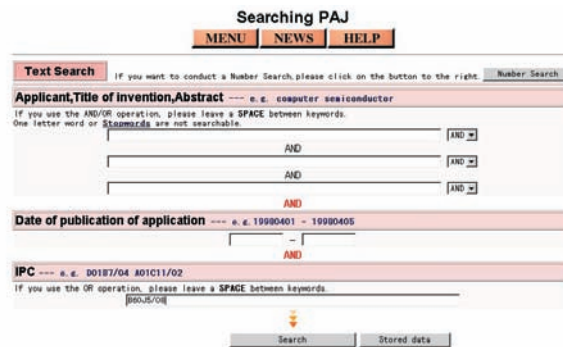 Searching PAJ
MENU NEWS HELP
Text Search If you want to conduct a Number Search, please click on the button to the right. Number Search
Applicant,Title of invention,Abstract --- e.g. computer semiconductor
If you use the AND/OR operation, please leave a SPACE between keywords.
One letter word or Stopwords are not searchable.
AND
AND
AND
AND
AND
AND
Date of publication of application --- e.g. 19980401 - 19980405
-
AND
IPC --- e.g. D01B7/04 A01C11/02
If you use the OR operation, please leave a SPACE between keywords.
B60J5/08
Search Stored data